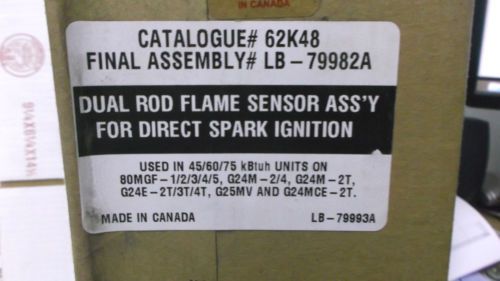 IN CANADA
CATALOGUE# 62K48
FINAL ASSEMBLY# LB-79982A
DUAL ROD FLAME SENSOR ASS'Y
FOR DIRECT SPARK IGNITION
USED IN 45/60/75 kBtuh UNITS ON
80MGF-1/2/3/4/5, G24M-2/4, G24M-2T,
G24E-2T/3T/4T, G25MV AND G24MCE-2T.
MADE IN CANADA LB-79993A